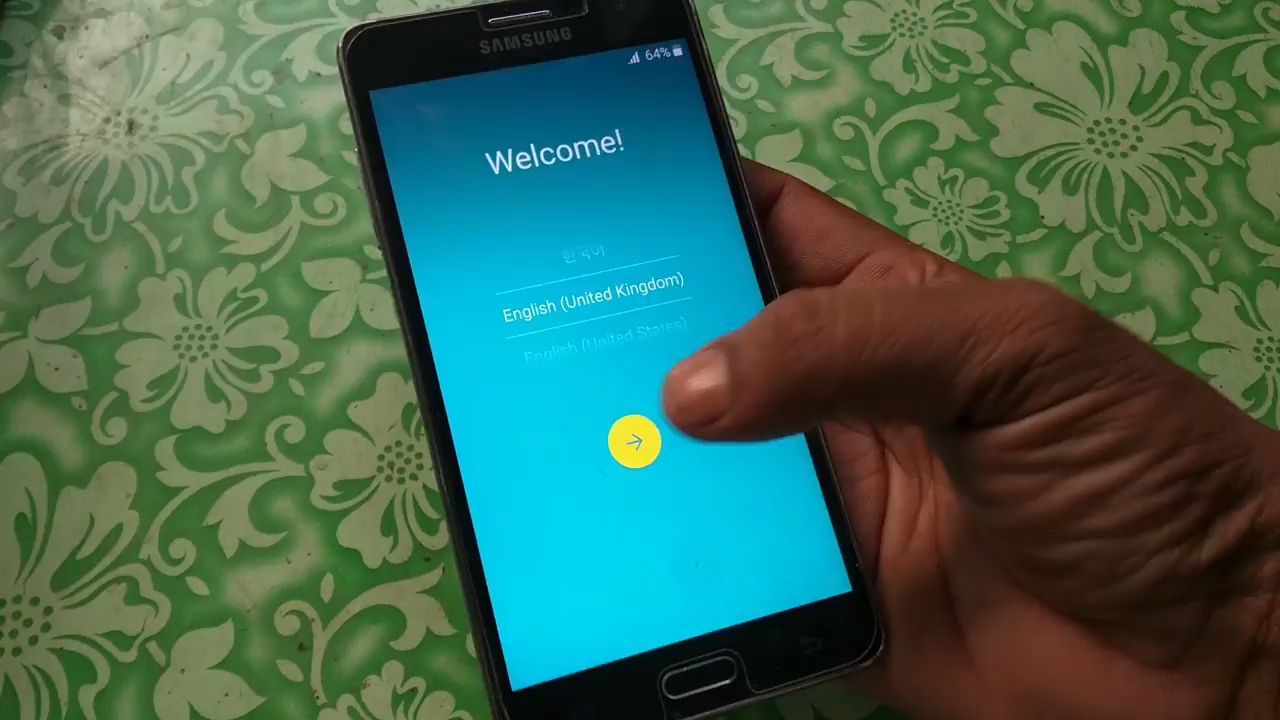 SAMSUNG
64%
Welcome!
한국어
English (United Kingdom)
English (United States)